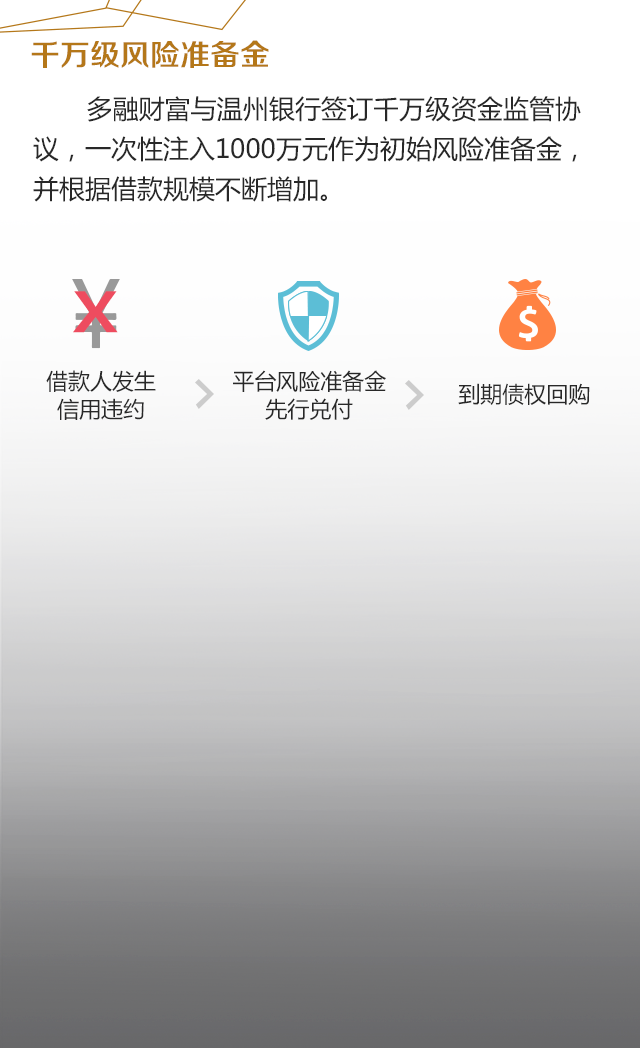 千万级风险准备金
多融财富与温州银行签订千万级资金监管协
议，一次性注入1000万元作为初始风险准备金，
并根据借款规模不断增加。
借款人发生
信用违约
平台风险准备金
先行兑付
到期债权回购